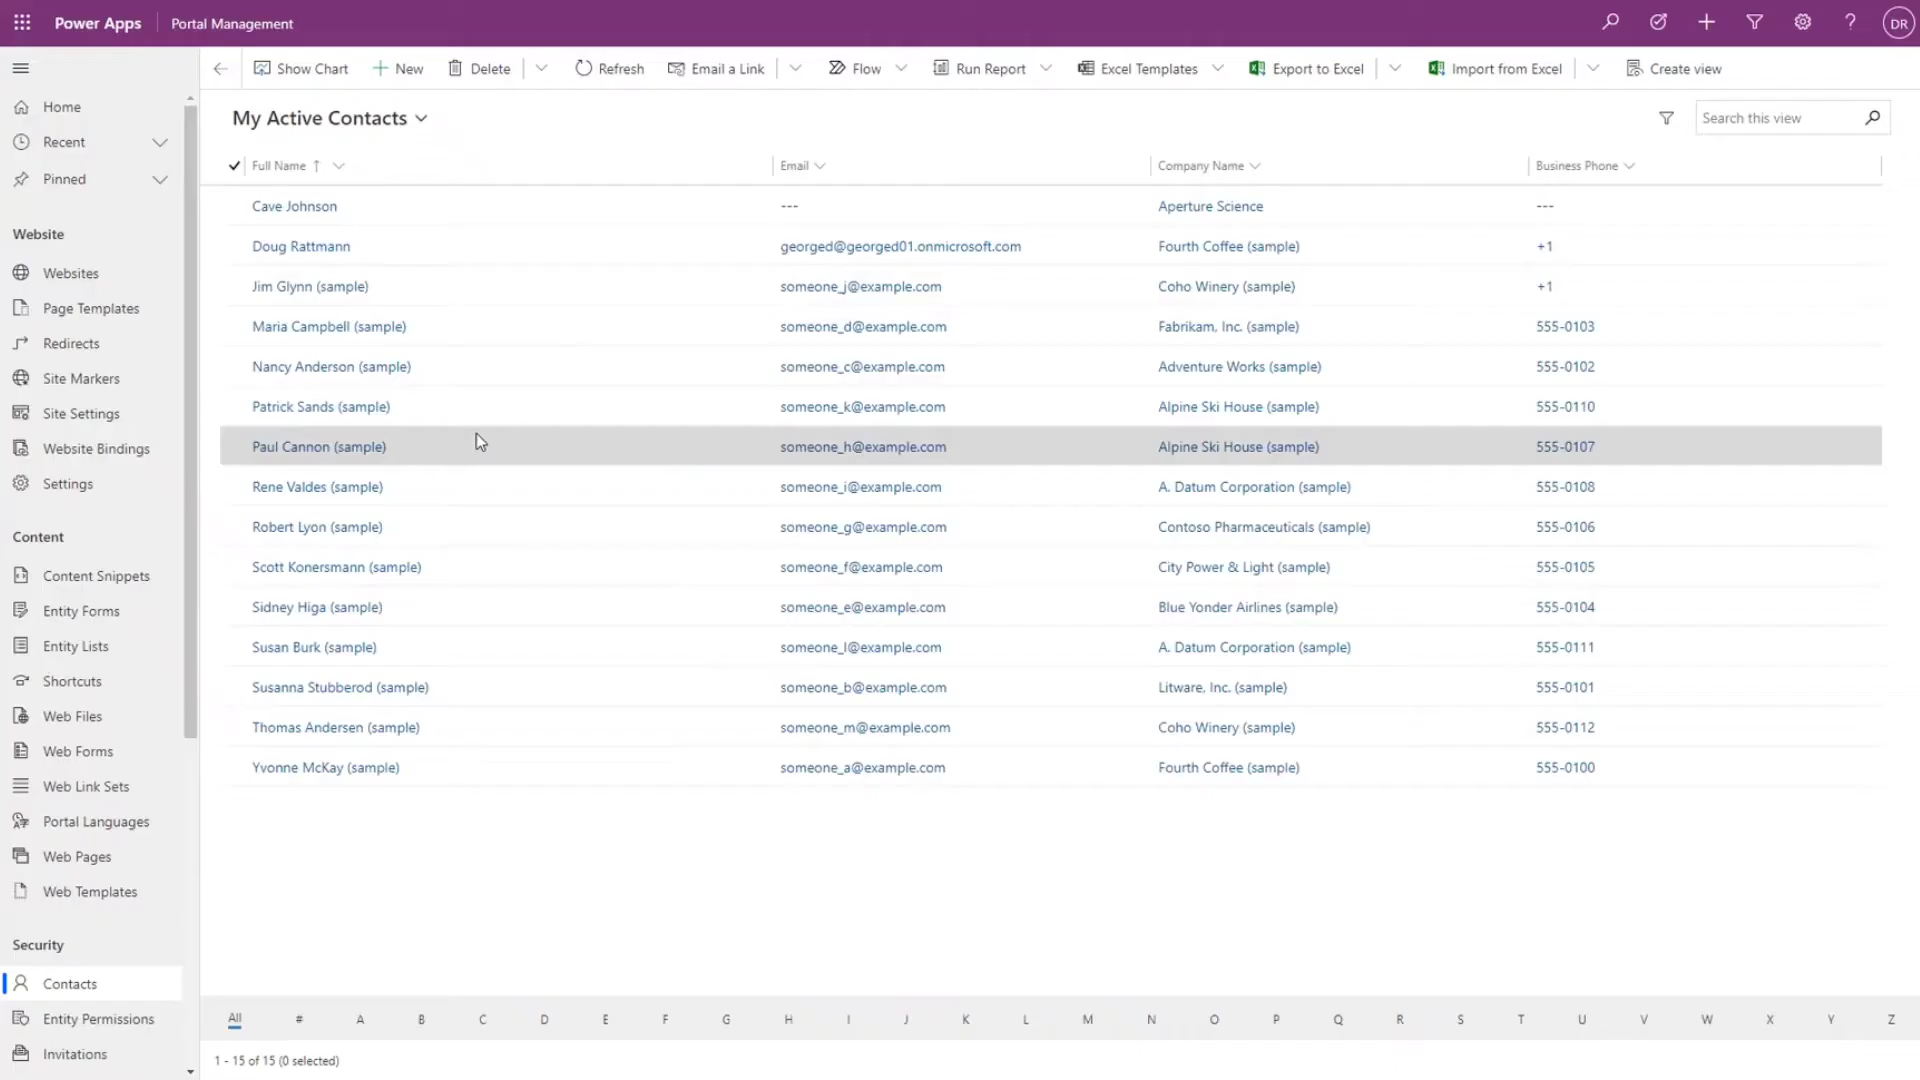 Power Apps Portal Management DR
Show Chart New Delete Refresh Email a Link Flow Run Report Excel Templates Export to Excel Import from Excel Create view
Home
Recent
Pinned
Website
Websites
Page Templates
Redirects
Site Markers
Site Settings
Website Bindings
Settings
Content
Content Snippets
Entity Forms
Entity Lists
Shortcuts
Web Files
Web Forms
Web Link Sets
Portal Languages
Web Pages
Web Templates
Security
Contacts
Entity Permissions
Invitations
My Active Contacts Search this view
Full Name Email Company Name Business Phone
Cave Johnson --- Aperture Science ---
Doug Rattmann georged@georged01.onmicrosoft.com Fourth Coffee (sample) +1
Jim Glynn (sample) someone_j@example.com Coho Winery (sample) +1
Maria Campbell (sample) someone_d@example.com Fabrikam, Inc. (sample) 555-0103
Nancy Anderson (sample) someone_c@example.com Adventure Works (sample) 555-0102
Patrick Sands (sample) someone_k@example.com Alpine Ski House (sample) 555-0110
Paul Cannon (sample) someone_h@example.com Alpine Ski House (sample) 555-0107
Rene Valdes (sample) someone_i@example.com A. Datum Corporation (sample) 555-0108
Robert Lyon (sample) someone_g@example.com Contoso Pharmaceuticals (sample) 555-0106
Scott Konersmann (sample) someone_f@example.com City Power & Light (sample) 555-0105
Sidney Higa (sample) someone_e@example.com Blue Yonder Airlines (sample) 555-0104
Susan Burk (sample) someone_l@example.com A. Datum Corporation (sample) 555-0111
Susanna Stubberod (sample) someone_b@example.com Litware, Inc. (sample) 555-0101
Thomas Andersen (sample) someone_m@example.com Coho Winery (sample) 555-0112
Yvonne McKay (sample) someone_a@example.com Fourth Coffee (sample) 555-0100
All # A B C D E F G H I J K L M N O P Q R S T U V W X Y Z
1 - 15 of 15 (0 selected)